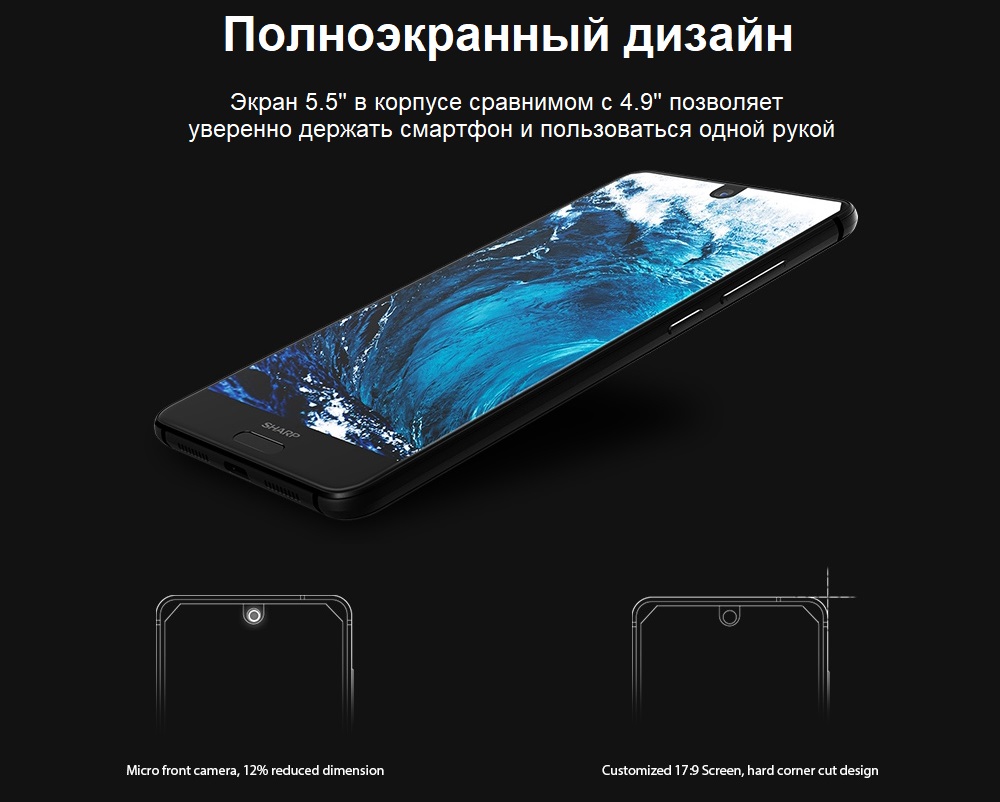 Полноэкранный дизайн
Экран 5.5" в корпусе сравнимом с 4.9" позволяет
уверенно держать смартфон и пользоваться одной рукой
SHARP
Micro front camera, 12% reduced dimension
Customized 17:9 Screen, hard corner cut design